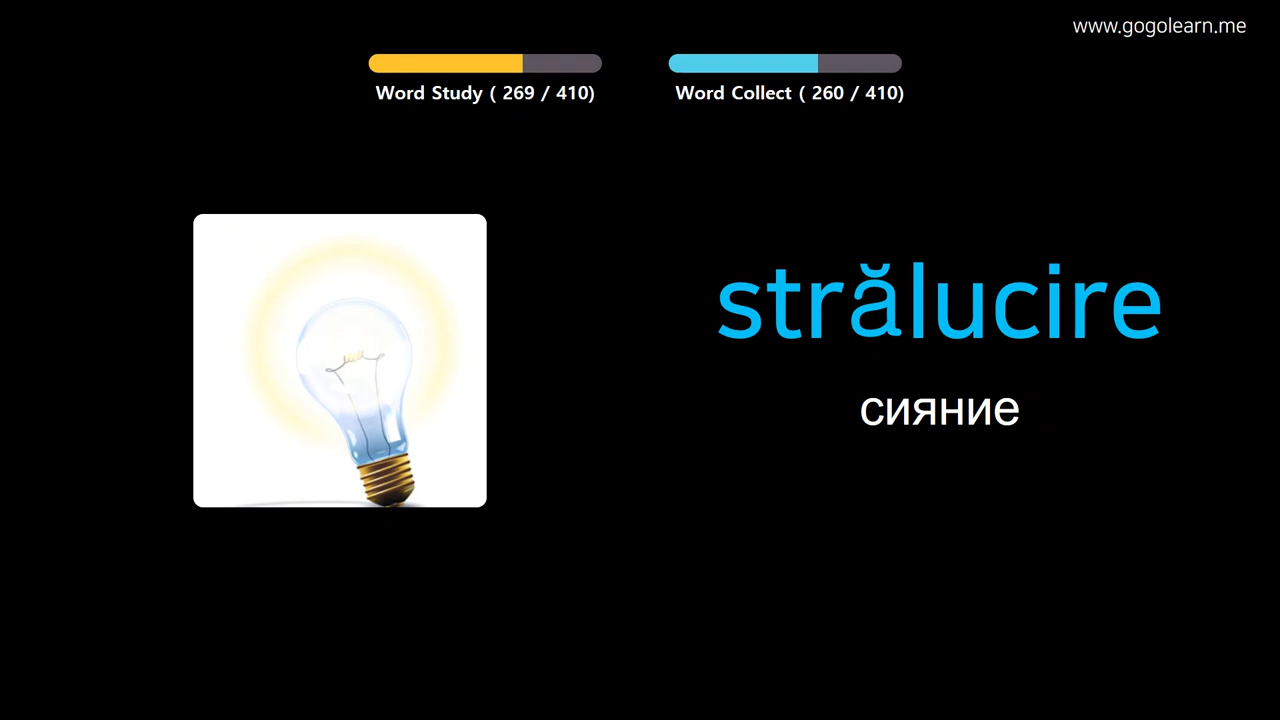 www.gogolearn.me
Word Study ( 269 / 410)
Word Collect ( 260 / 410)
strălucire
сияние